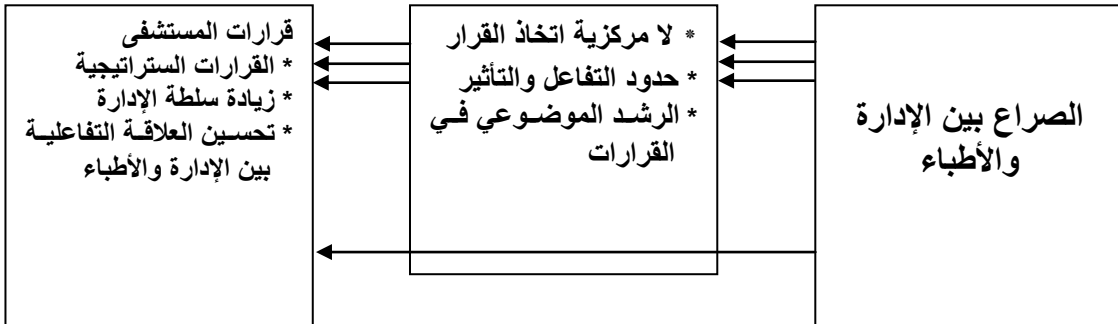 الصراع بين الإدارة
والأطباء
* لا مركزية اتخاذ القرار
* حدود التفاعل والتأثير
* الرشد الموضوعي في
القرارات
قرارات المستشفى
* القرارات الستراتيجية
* زيادة سلطة الإدارة
* تحسين العلاقة التفاعلية
بين الإدارة والأطباء